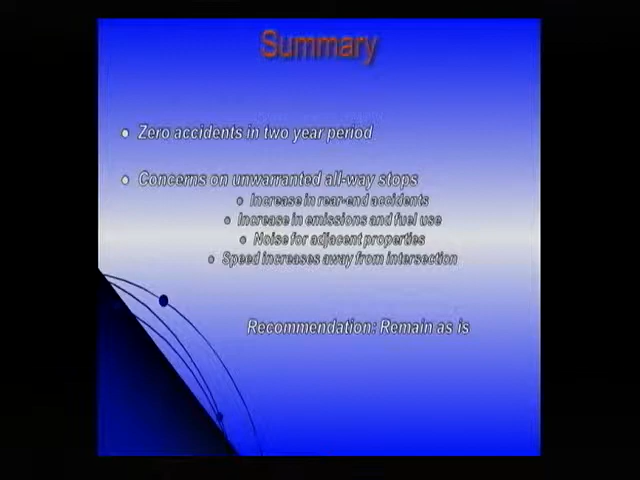 Summary
• Zero accidents in two year period
• Concerns on unwarranted all-way stops
• Increase in rear-end accidents
• Increase in emissions and fuel use
• Noise for adjacent properties
• Speed increases away from intersection
Recommendation: Remain as is